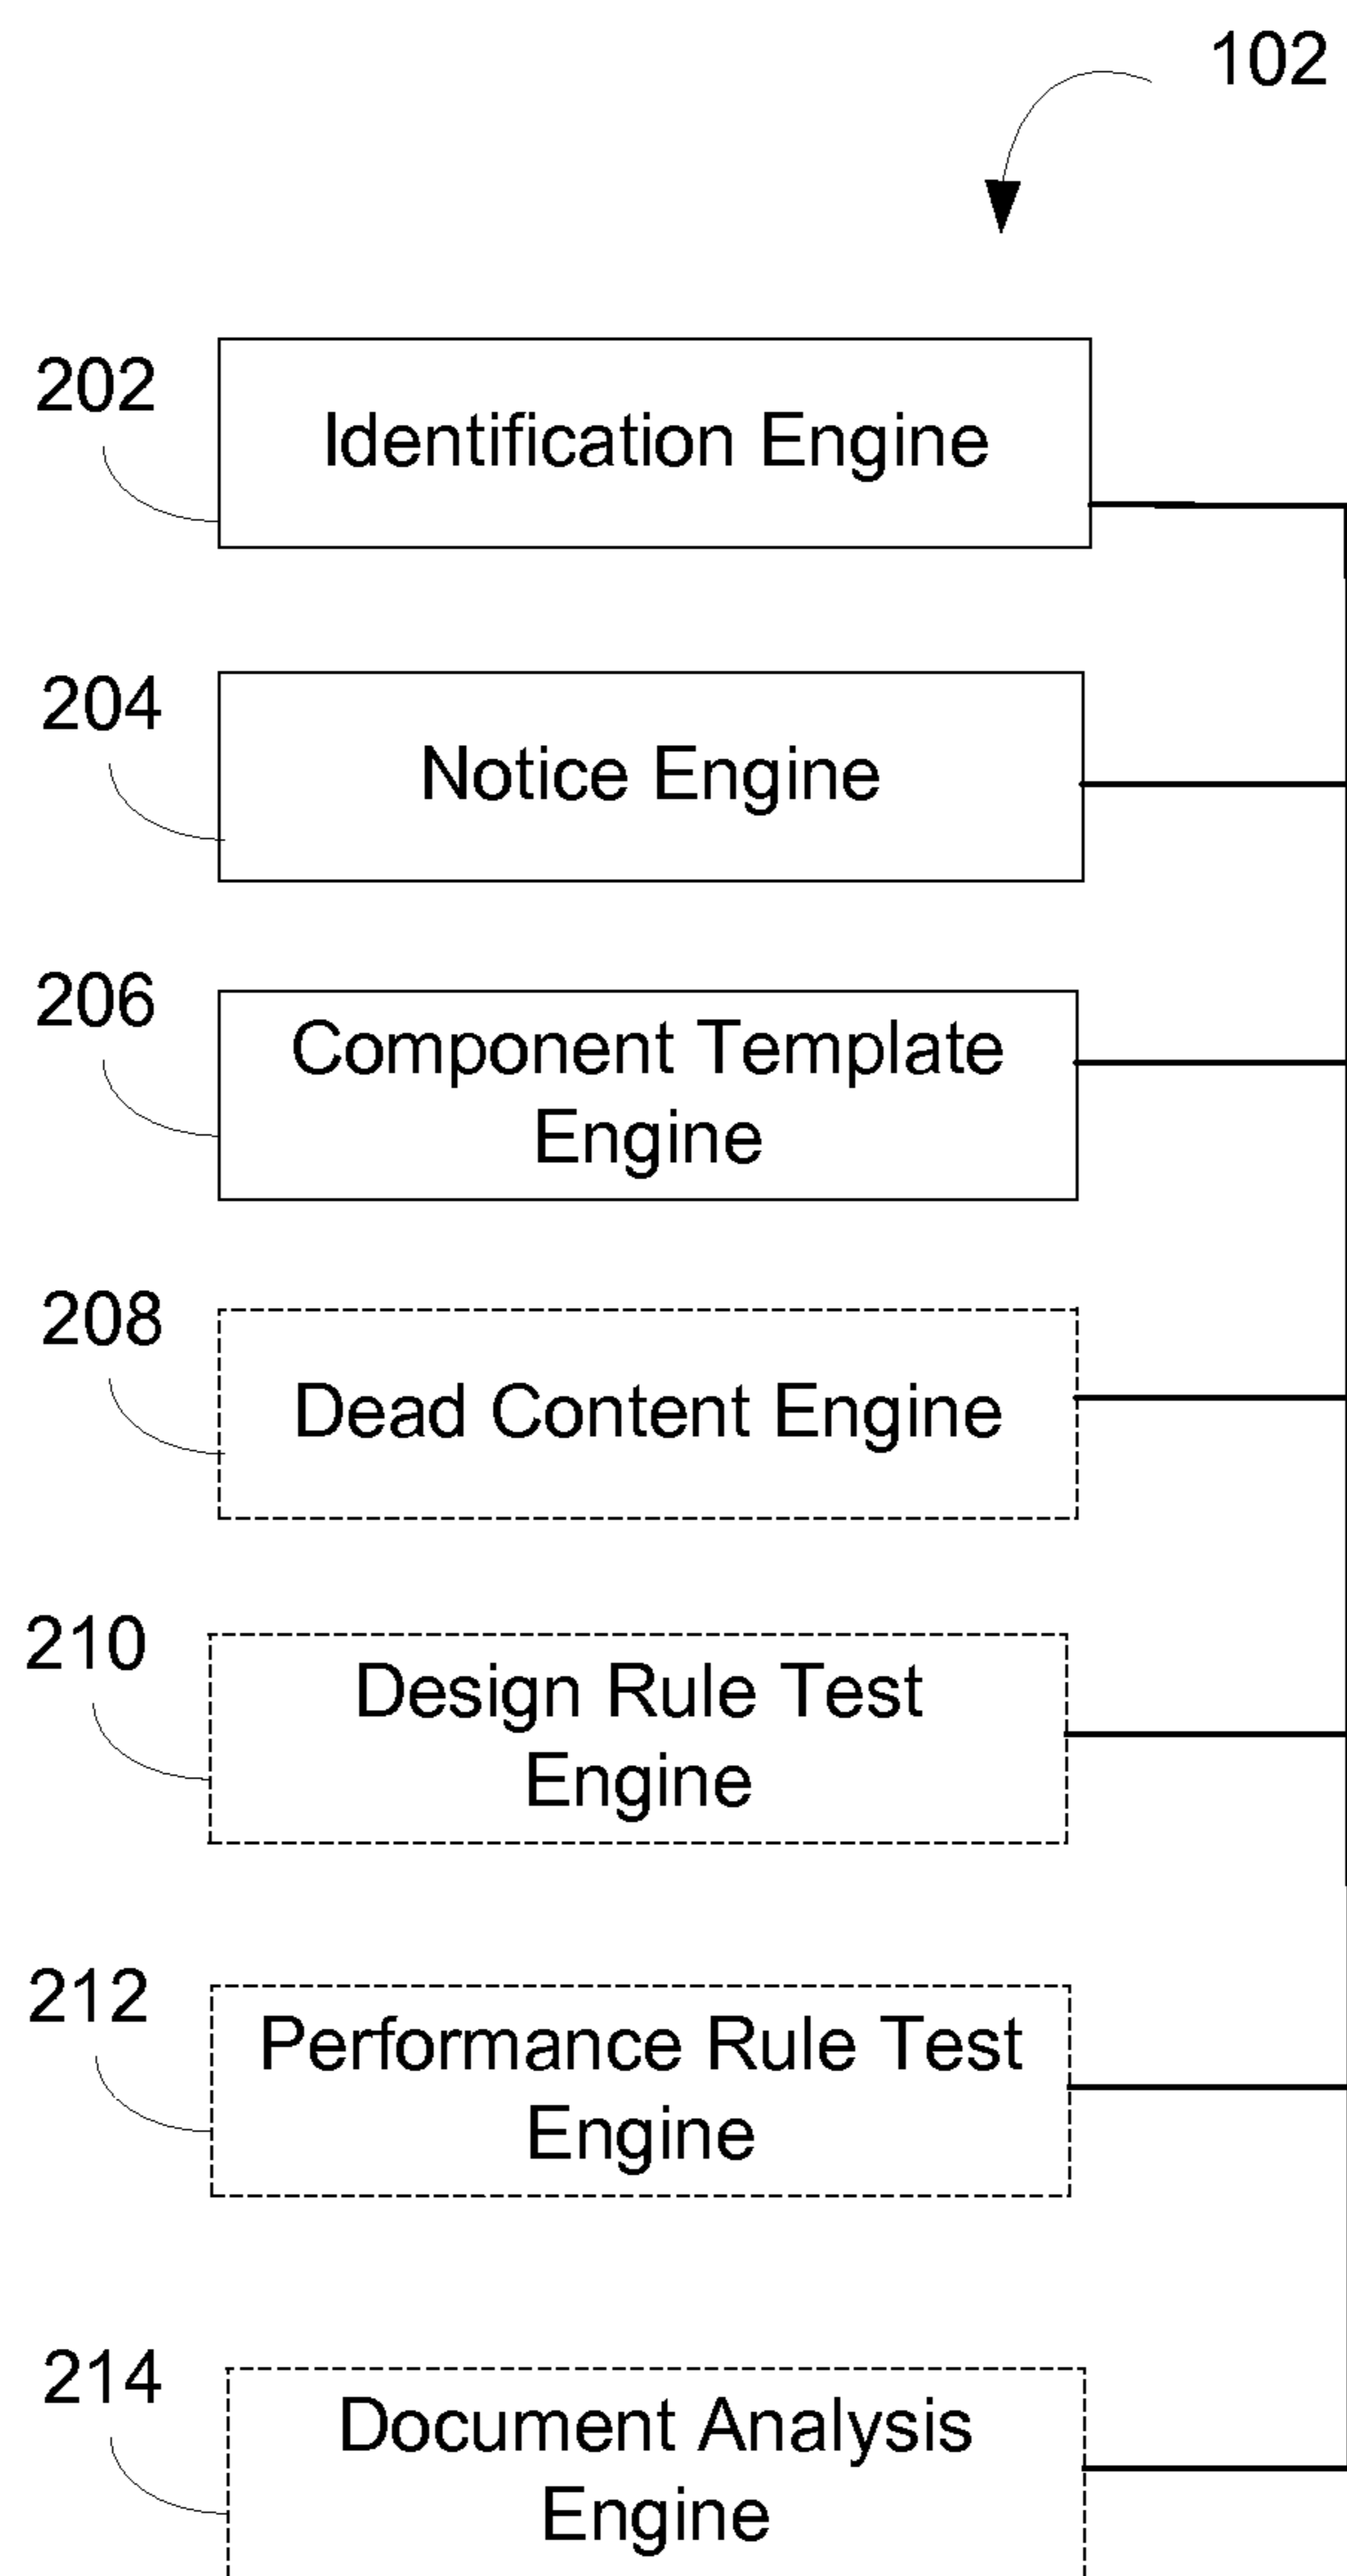 102
202
Identification Engine
204
Notice Engine
206
Component Template
Engine
208
Dead Content Engine
210
Design Rule Test
Engine
212
Performance Rule Test
Engine
214
Document Analysis
Engine